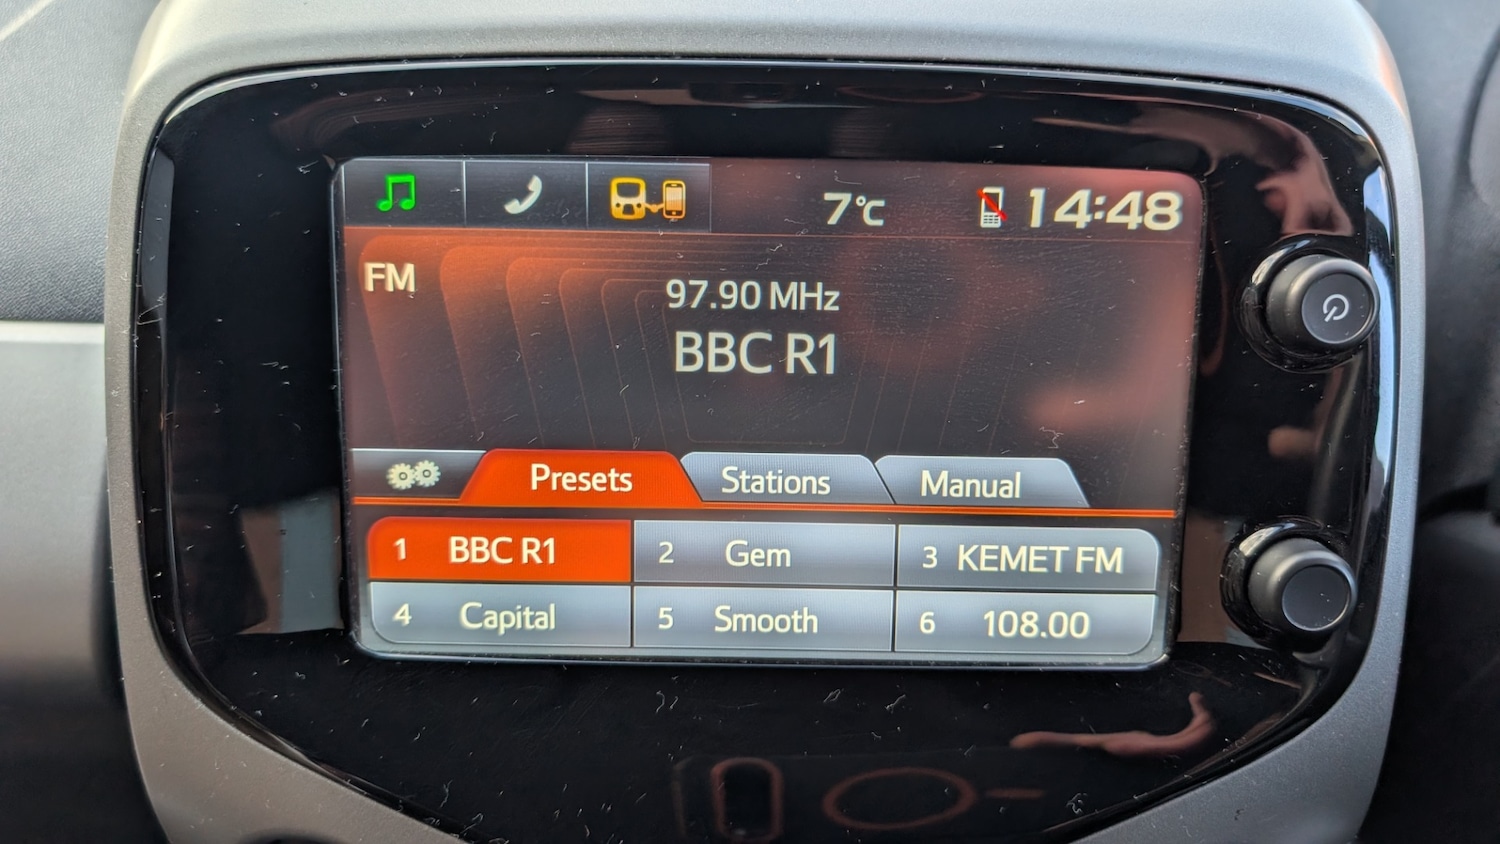 7°C 14:48
FM
97.90 MHz
BBC R1
Presets Stations Manual
1 BBC R1 2 Gem 3 KEMET FM
4 Capital 5 Smooth 6 108.00